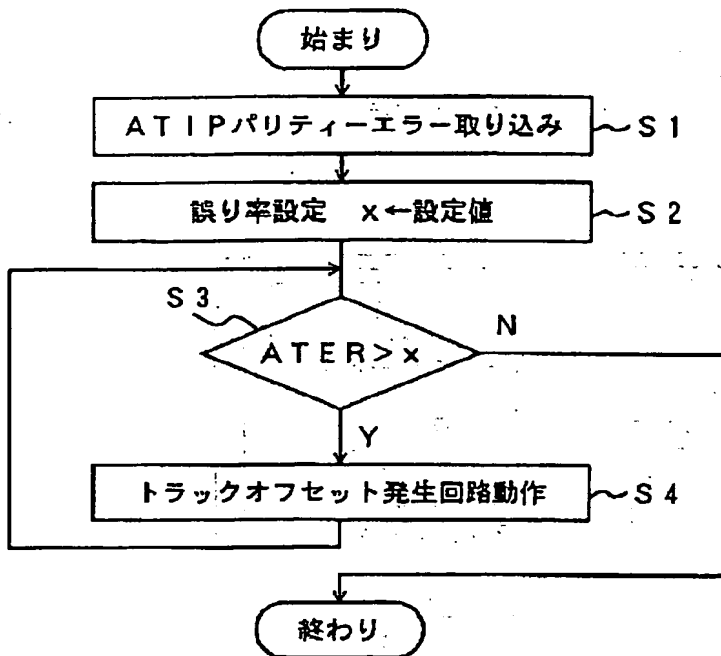 始まり
ATIPパリティーエラー取り込み
S1
誤り率設定 x←設定値
S2
S3
ATER>x
N
Y
トラックオフセット発生回路動作
S4
終わり